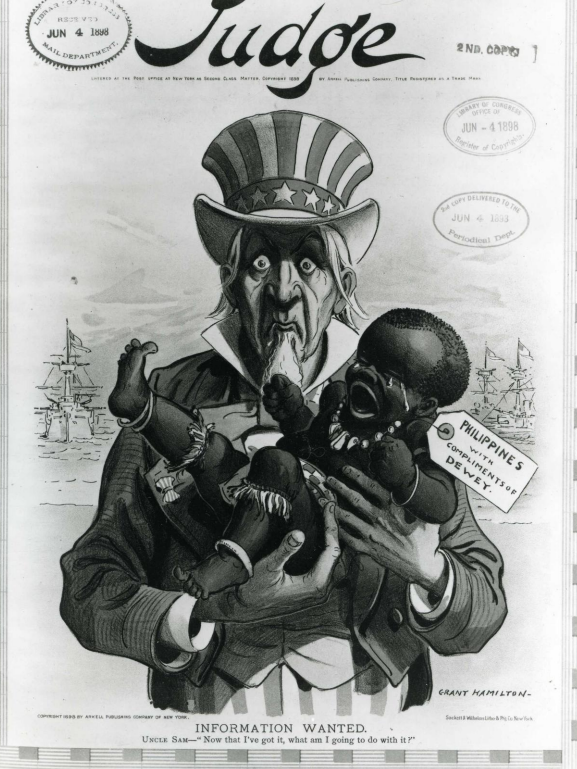 LIBRARY OF CONGRESS
RECEIVED
JUN 4 1898
MAIL DEPARTMENT.
Judge
2ND. COPY
ENTERED AT THE POST OFFICE AT NEW YORK AS SECOND CLASS MATTER. COPYRIGHT 1898 BY ARKELL PUBLISHING COMPANY. TITLE REGISTERED AS A TRADE MARK
LIBRARY OF CONGRESS
OFFICE OF
JUN -4 1898
Register of Copyrights
COPY DELIVERED TO THE
JUN 4 1898
Periodical Dept.
PHILIPPINES
WITH
COMPLIMENTS OF
DEWEY.
GRANT HAMILTON-
COPYRIGHT 1898 BY ARKELL PUBLISHING COMPANY OF NEW YORK.
Sackett & Wilhelms Litho & Ptg. Co. New York
INFORMATION WANTED.
UNCLE SAM—"Now that I've got it, what am I going to do with it?"